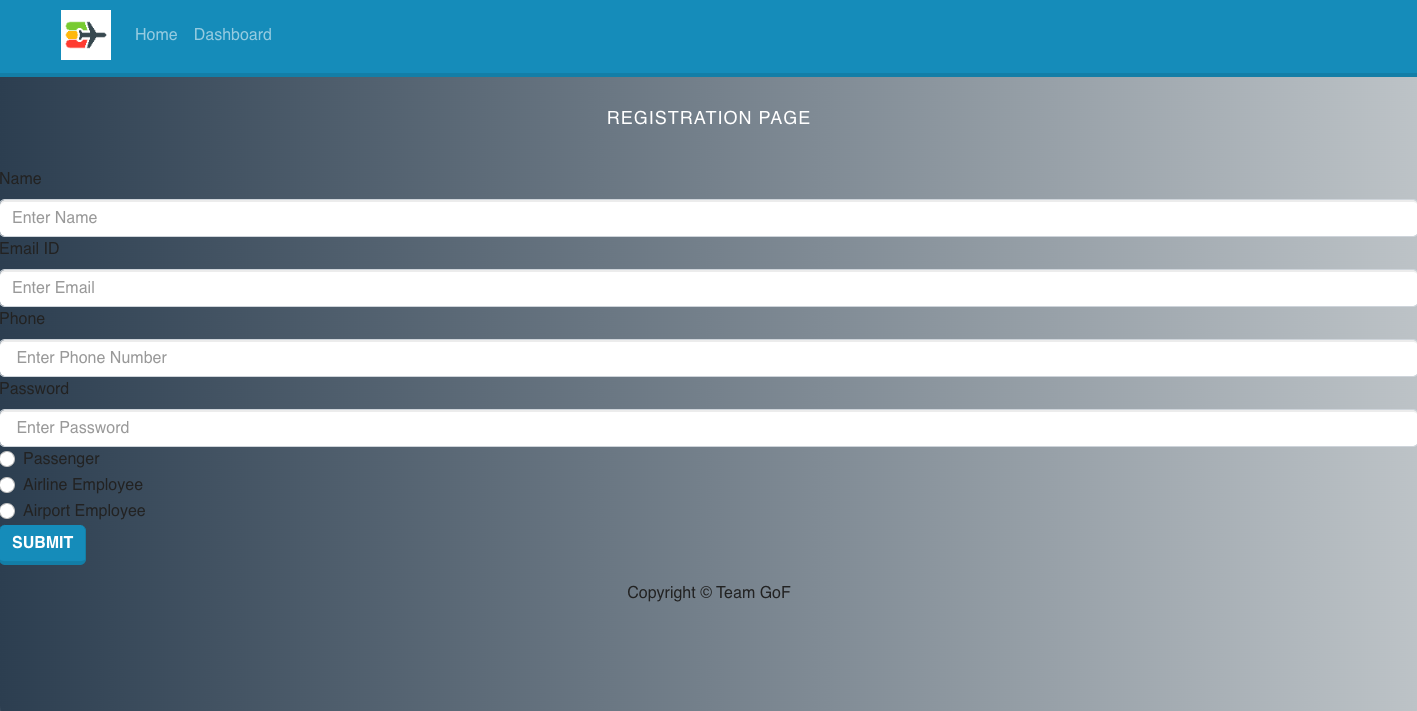 Home Dashboard
REGISTRATION PAGE
Name
Enter Name
Email ID
Enter Email
Phone
Enter Phone Number
Password
Enter Password
Passenger
Airline Employee
Airport Employee
SUBMIT
Copyright © Team GoF